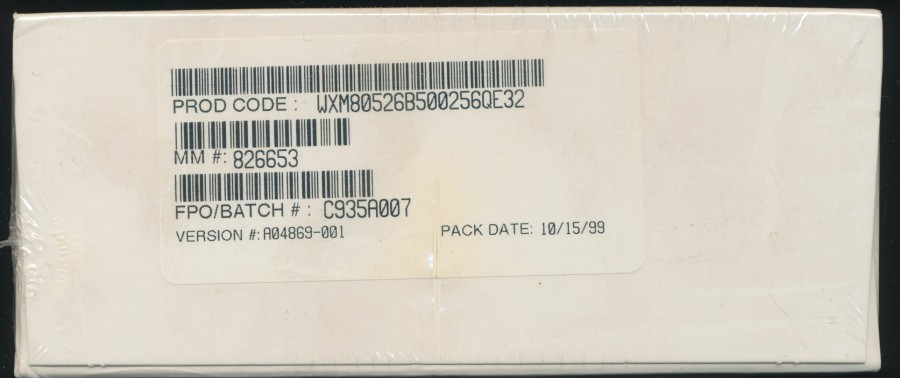 PROD CODE : WXM80526B500256QE32
MM #: 826653
FPO/BATCH # : C935A007
VERSION #: A04869-001 PACK DATE: 10/15/99